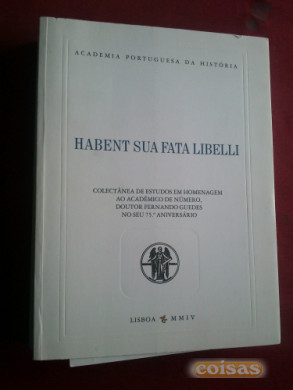 ACADEMIA PORTUGUESA DA HISTÓRIA
HABENT SUA FATA LIBELLI
COLECTÂNEA DE ESTUDOS EM HOMENAGEM
AO ACADÉMICO DE NÚMERO,
DOUTOR FERNANDO GUEDES
NO SEU 75.º ANIVERSÁRIO
LISBOA MMIV
coisas